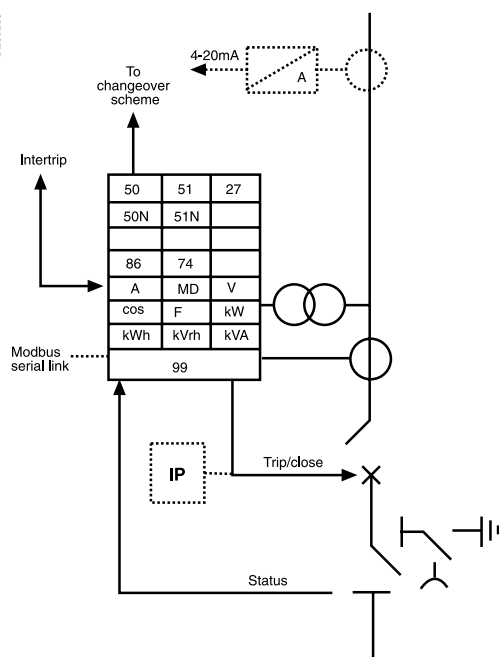 4-20mA
A
To
changeover
scheme
Intertrip
50 51 27
50N 51N
86 74
A MD V
cos F kW
kWh kVrh kVA
99
Modbus
serial link
IP
Trip/close
Status